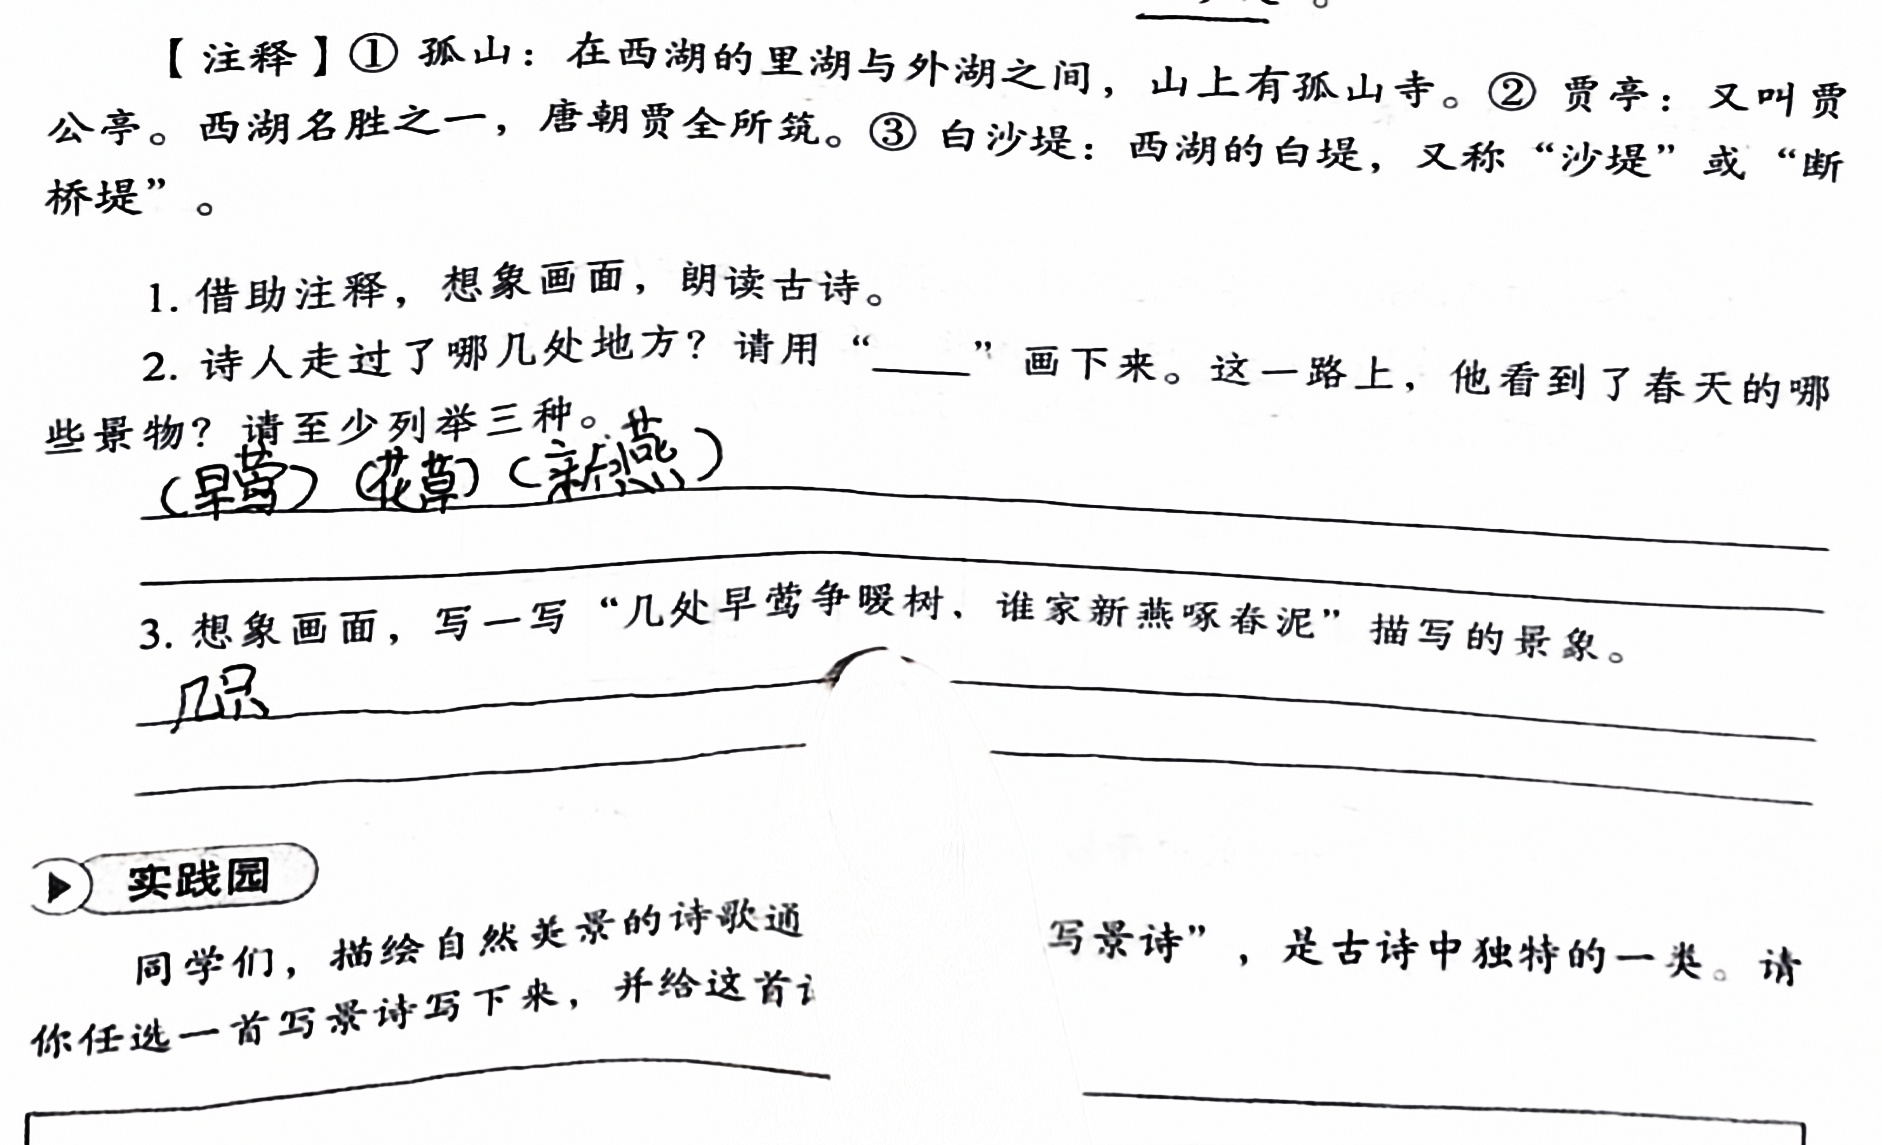 【注释】① 孤山：在西湖的里湖与外湖之间，山上有孤山寺。② 贾亭：又叫贾
公亭。西湖名胜之一，唐朝贾全所筑。③ 白沙堤：西湖的白堤，又称“沙堤”或“断
桥堤”。
1. 借助注释，想象画面，朗读古诗。
2. 诗人走过了哪几处地方？请用“____”画下来。这一路上，他看到了春天的哪
些景物？请至少列举三种。
（早莺）（花草）（新燕）
3. 想象画面，写一写“几处早莺争暖树，谁家新燕啄春泥”描写的景象。
几只
实践园
同学们，描绘自然美景的诗歌通 写景诗”，是古诗中独特的一类。请
你任选一首写景诗写下来，并给这首